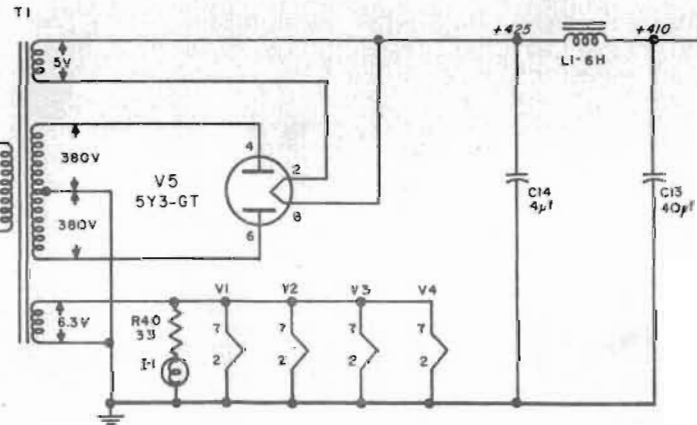 T1
+425
+410
5V
L1-6H
380V
4
2
V5
5Y3-GT
8
380V
6
C14
4μf
C13
40μf
6.3V
R40
33
I-1
V1
V2
V3
V4
7
7
7
7
2
2
2
2